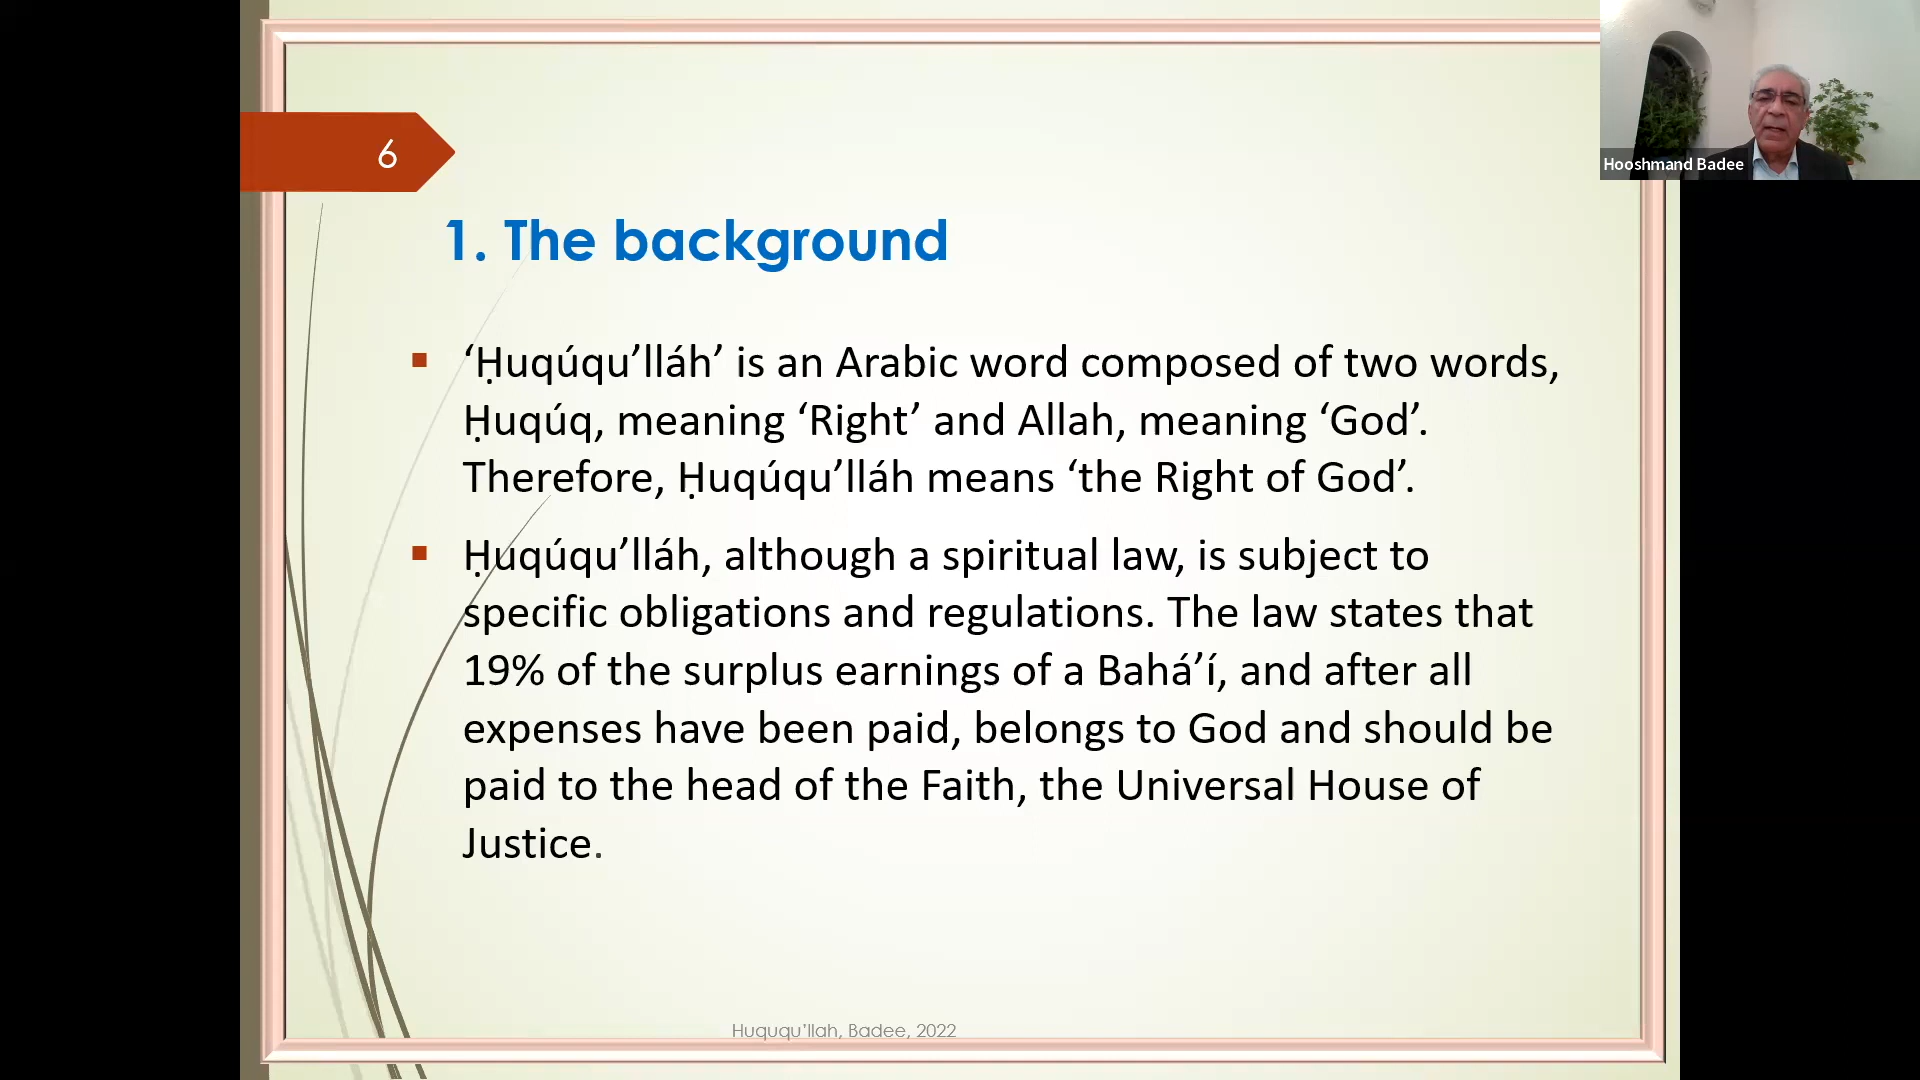 6
Hooshmand Badee
1. The background
▪ ‘Ḥuqúqu’lláh’ is an Arabic word composed of two words,
Ḥuqúq, meaning ‘Right’ and Allah, meaning ‘God’.
Therefore, Ḥuqúqu’lláh means ‘the Right of God’.
▪ Ḥuqúqu’lláh, although a spiritual law, is subject to
specific obligations and regulations. The law states that
19% of the surplus earnings of a Bahá’í, and after all
expenses have been paid, belongs to God and should be
paid to the head of the Faith, the Universal House of
Justice.
Huququ’llah, Badee, 2022